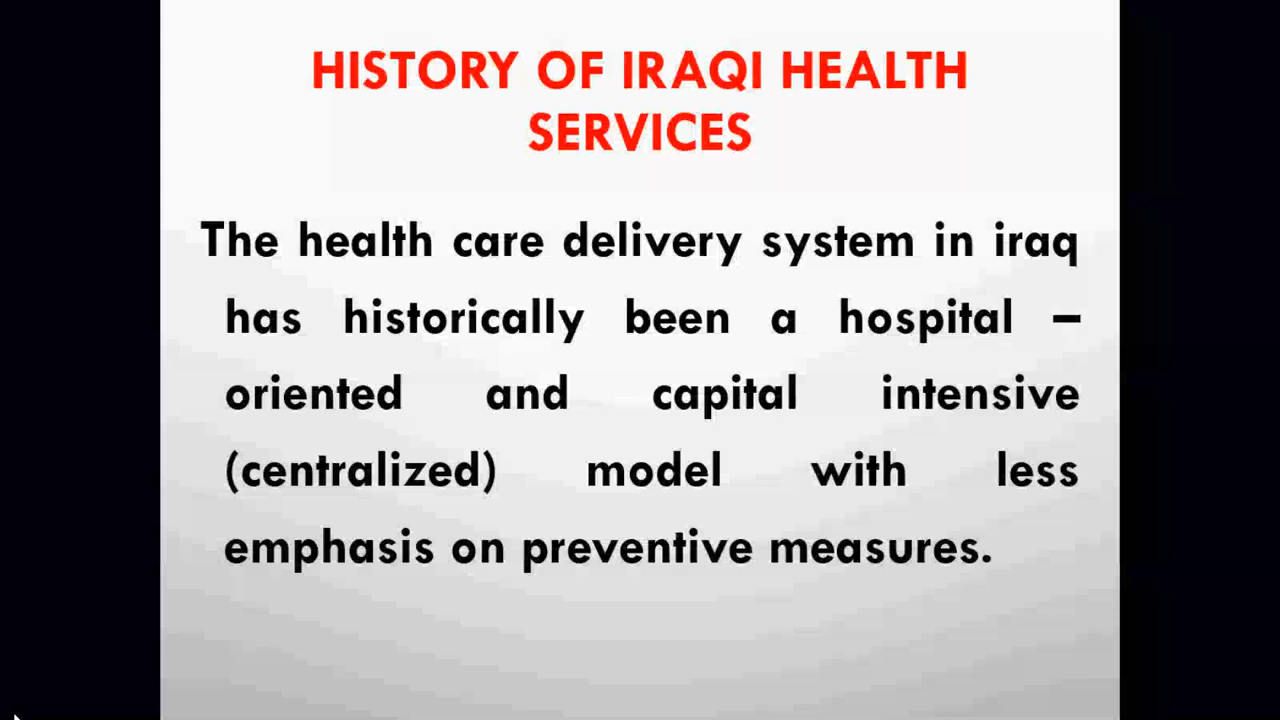 HISTORY OF IRAQI HEALTH
SERVICES
The health care delivery system in iraq
has historically been a hospital –
oriented and capital intensive
(centralized) model with less
emphasis on preventive measures.